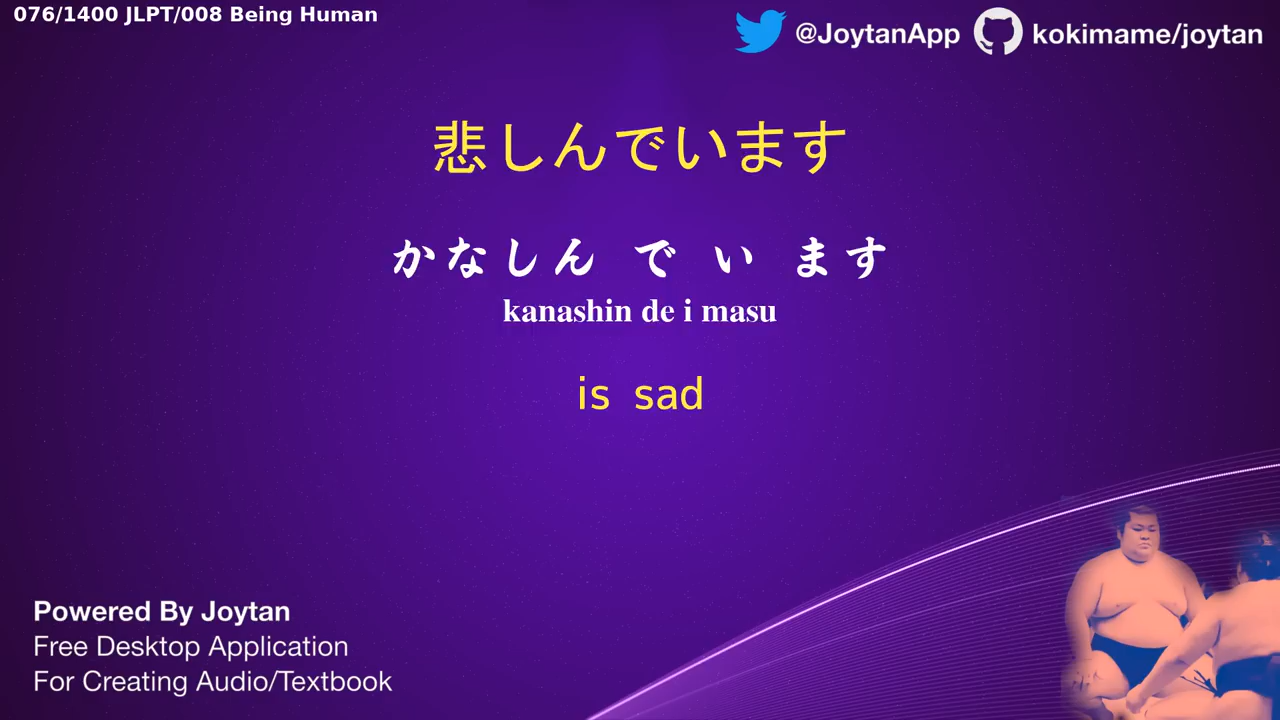 076/1400 JLPT/008 Being Human
@JoytanApp kokimame/joytan
悲しんでいます
かなしん で い ます
kanashin de i masu
is sad
Powered By Joytan
Free Desktop Application
For Creating Audio/Textbook